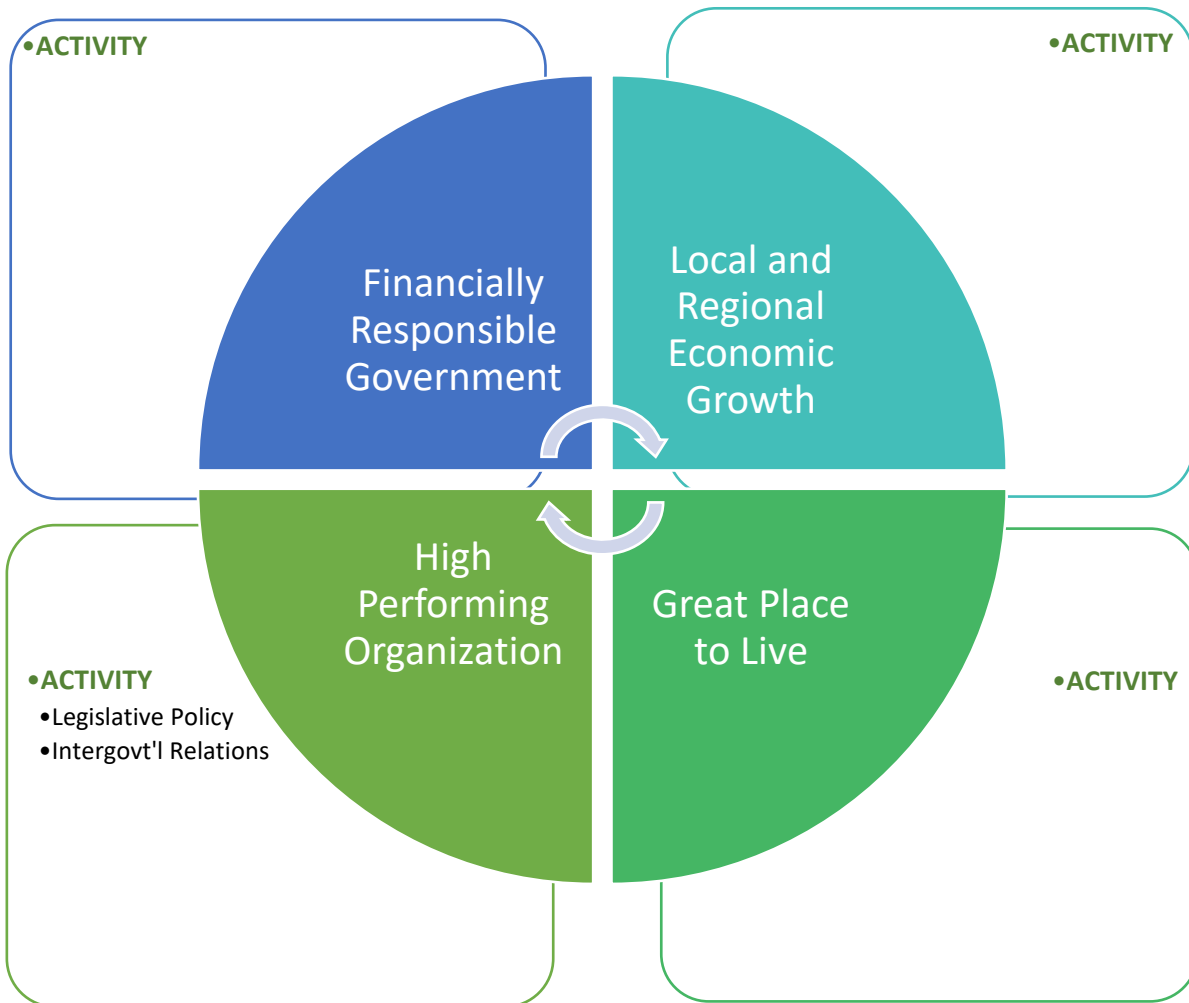 •ACTIVITY
•ACTIVITY
Financially
Responsible
Government
Local and
Regional
Economic
Growth
High
Performing
Organization
Great Place
to Live
•ACTIVITY
•Legislative Policy
•Intergovt'l Relations
•ACTIVITY